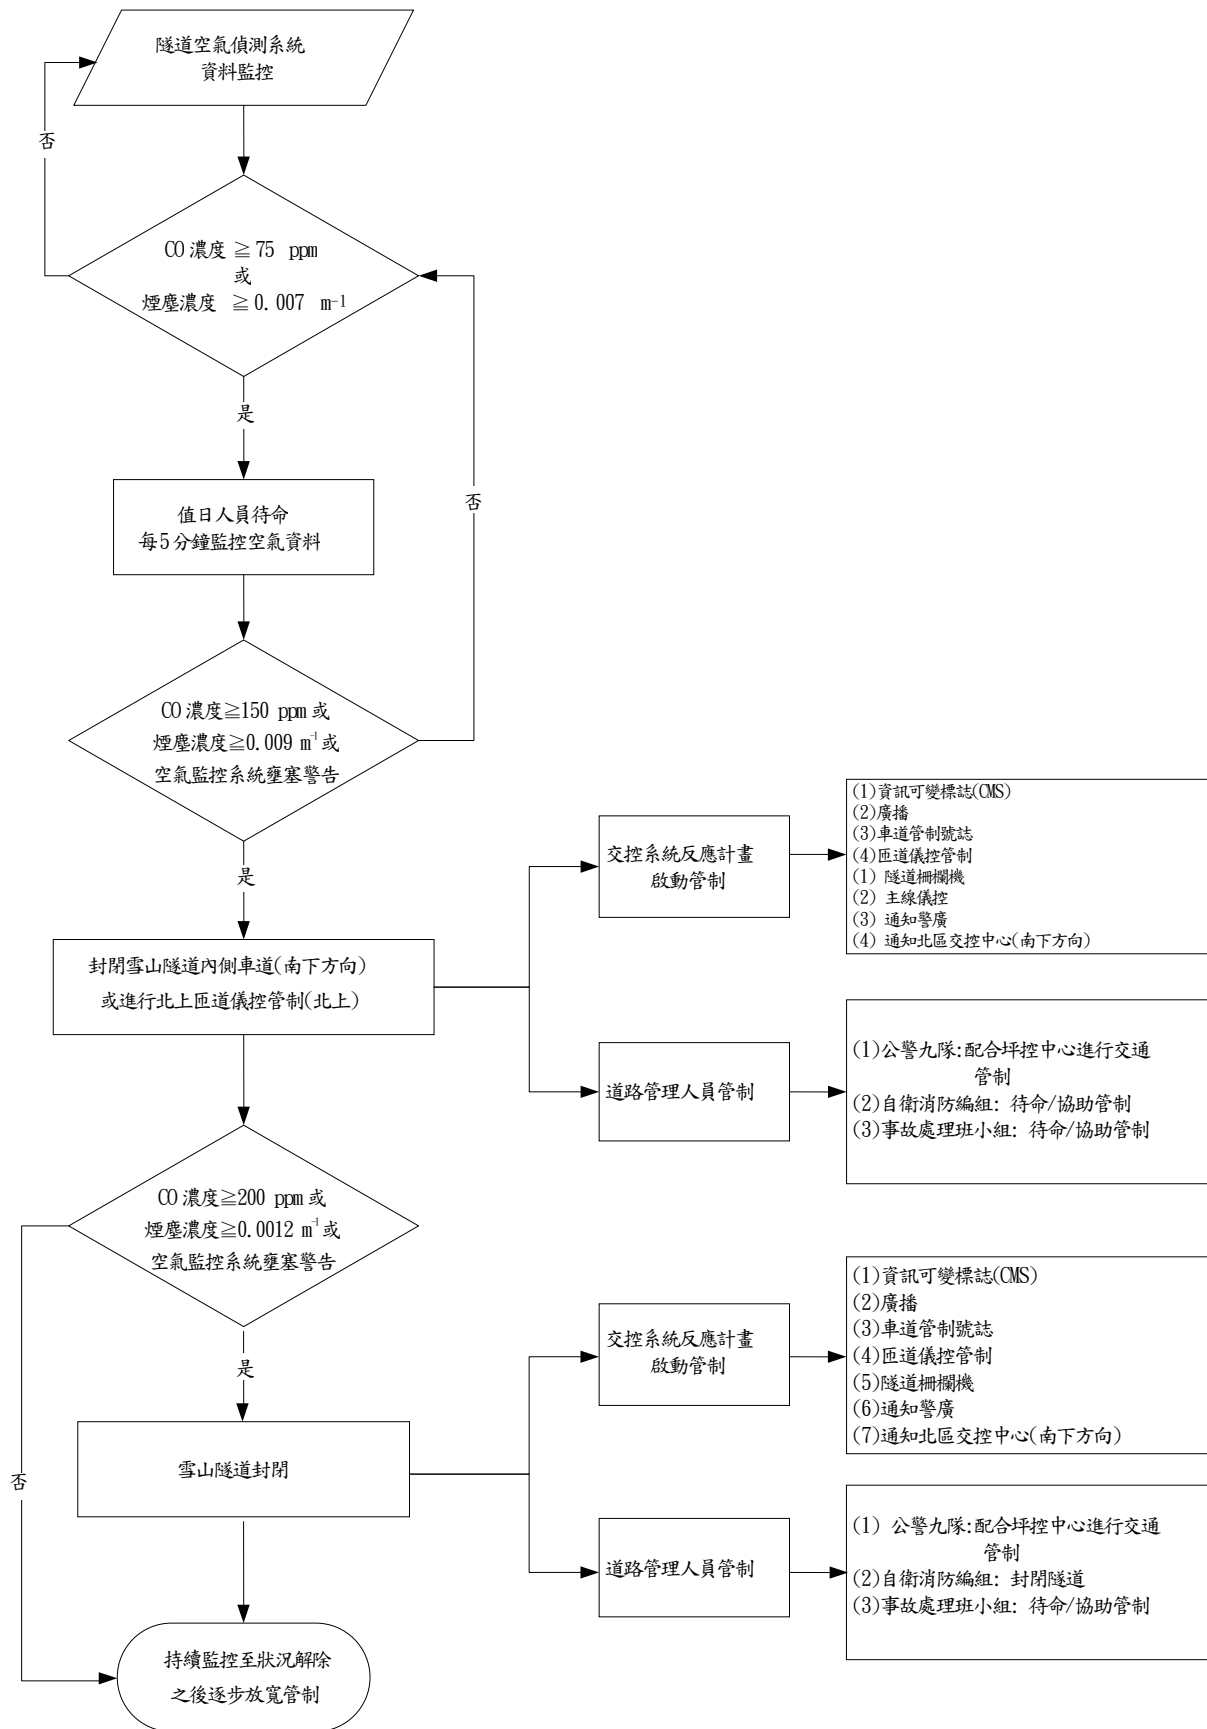 隧道空氣偵測系統
資料監控
否
CO 濃度 ≧75 ppm
或
煙塵濃度 ≧0.007 m⁻¹
是
值日人員待命
每5分鐘監控空氣資料
否
CO 濃度≧150 ppm 或
煙塵濃度≧0.009 m⁻¹或
空氣監控系統壅塞警告
是
封閉雪山隧道內側車道(南下方向)
或進行北上匝道儀控管制(北上)
交控系統反應計畫
啟動管制
(1)資訊可變標誌(CMS)
(2)廣播
(3)車道管制號誌
(4)匝道儀控管制
(1) 隧道柵欄機
(2) 主線儀控
(3) 通知警廣
(4) 通知北區交控中心(南下方向)
道路管理人員管制
(1)公警九隊:配合坪控中心進行交通
管制
(2)自衛消防編組: 待命/協助管制
(3)事故處理班小組: 待命/協助管制
CO 濃度≧200 ppm 或
煙塵濃度≧0.0012 m⁻¹或
空氣監控系統壅塞警告
是
否
雪山隧道封閉
交控系統反應計畫
啟動管制
(1)資訊可變標誌(CMS)
(2)廣播
(3)車道管制號誌
(4)匝道儀控管制
(5)隧道柵欄機
(6)通知警廣
(7)通知北區交控中心(南下方向)
道路管理人員管制
(1) 公警九隊:配合坪控中心進行交通
管制
(2)自衛消防編組: 封閉隧道
(3)事故處理班小組: 待命/協助管制
持續監控至狀況解除
之後逐步放寬管制